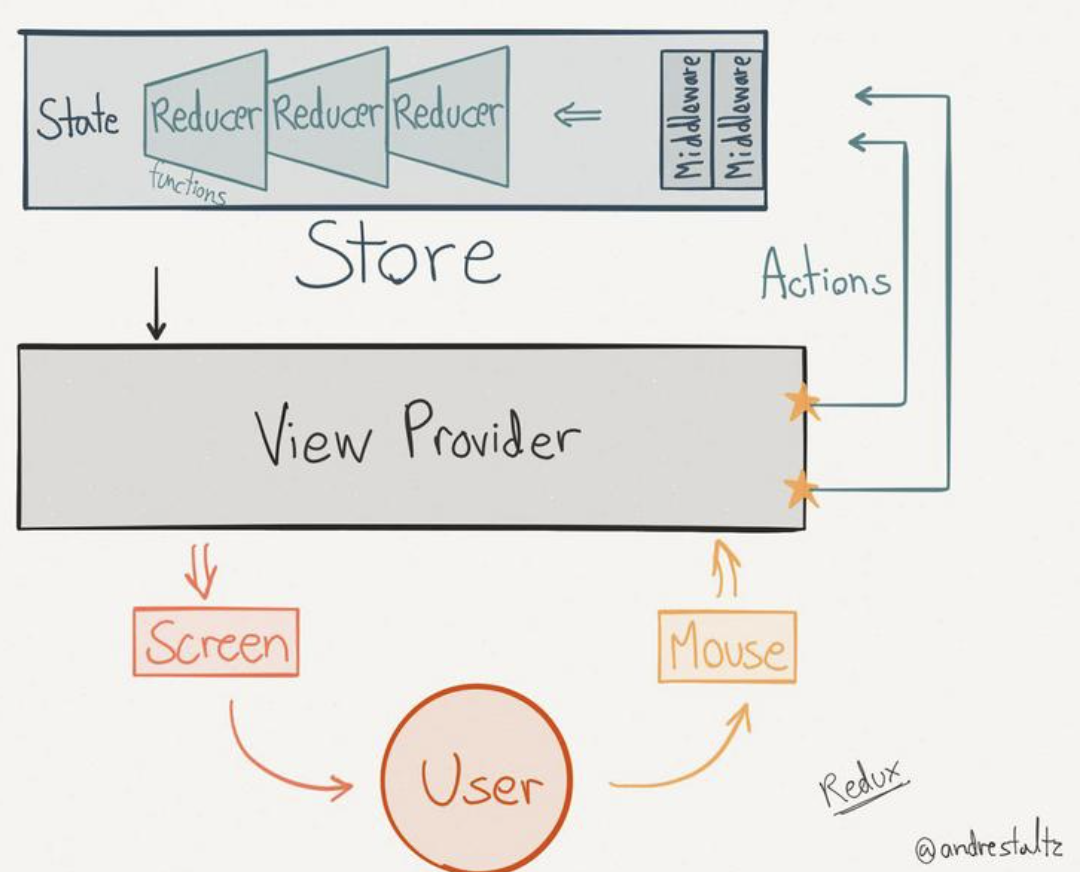 State
Reducer
Reducer
Reducer
functions
Middleware
Middleware
Store
Actions
View Provider
Screen
Mouse
User
Redux
@andrestaltz